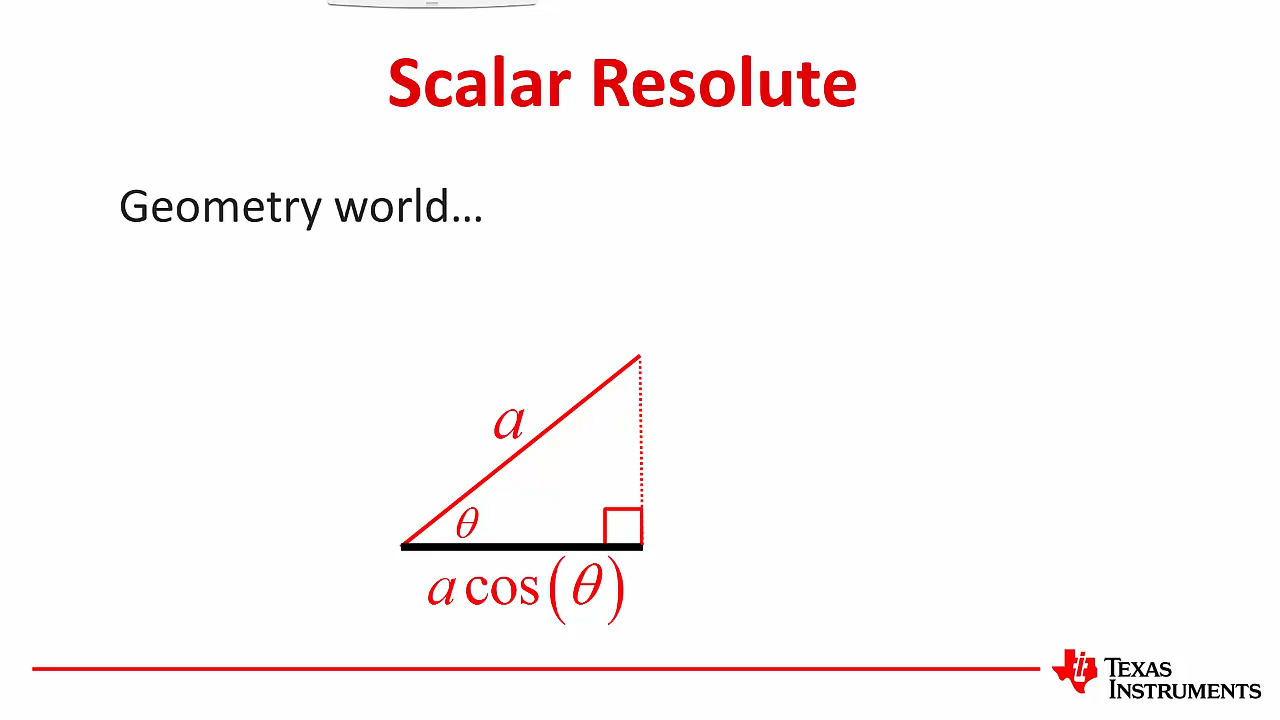 Scalar Resolute
Geometry world...
a
θ
a cos(θ)
TEXAS
INSTRUMENTS